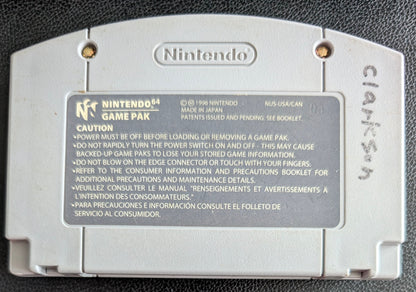 Nintendo®
NINTENDO 64
GAME PAK
©1996 NINTENDO NUS-USA/CAN
MADE IN JAPAN
PATENTS ISSUED AND PENDING. SEE BOOKLET.
CAUTION
•POWER MUST BE OFF BEFORE LOADING OR REMOVING A GAME PAK.
•DO NOT RAPIDLY TURN THE POWER SWITCH ON AND OFF - THIS MAY CAUSE
BACKED-UP GAME PAKS TO LOSE YOUR STORED GAME INFORMATION.
•DO NOT BLOW ON THE EDGE CONNECTOR OR TOUCH WITH YOUR FINGERS.
•REFER TO THE CONSUMER INFORMATION AND PRECAUTIONS BOOKLET FOR
ADDITIONAL PRECAUTIONS AND MAINTENANCE DETAILS.
•VEUILLEZ CONSULTER LE MANUAL "RENSEIGNEMENTS ET AVERTISSEMENTS À
L'INTENTION DES CONSOMMATEURS."
•PARA PRECAUCIONES E INFORMACIÓN CONSULTE EL FOLLETO DE
SERVICIO AL CONSUMIDOR.
clarkson